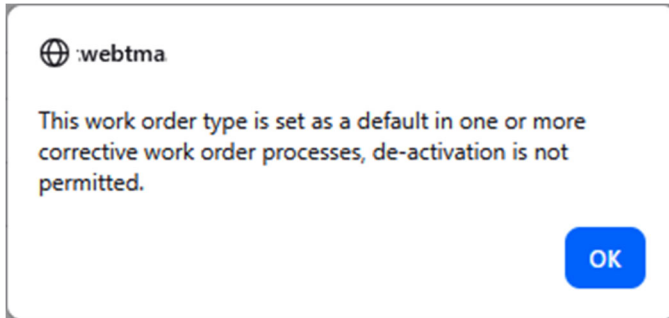 :webtma
This work order type is set as a default in one or more
corrective work order processes, de-activation is not
permitted.
OK